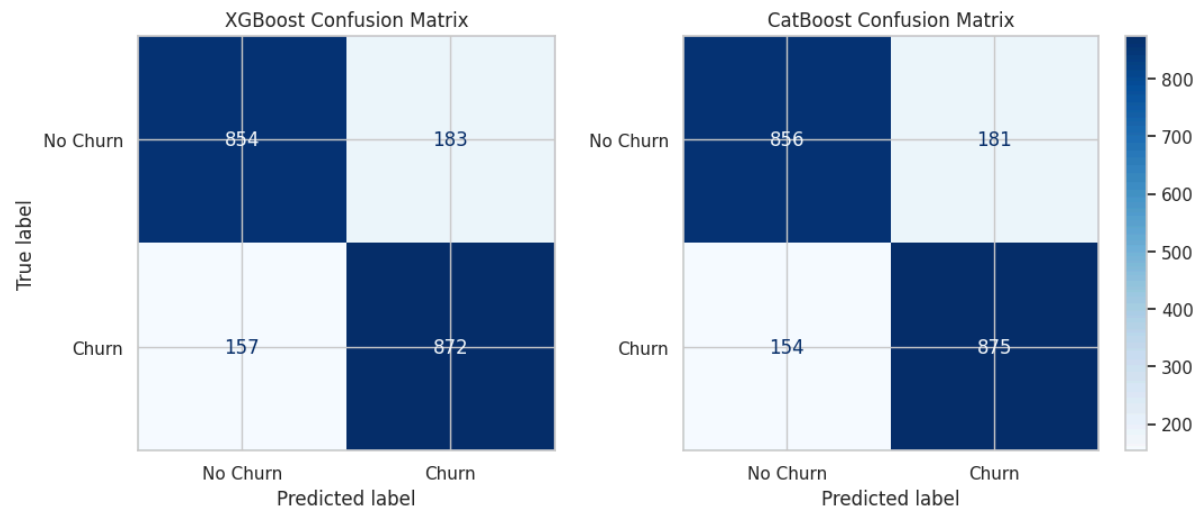 XGBoost Confusion Matrix
No Churn
854
183
Churn
157
872
No Churn
Churn
Predicted label
True label
CatBoost Confusion Matrix
No Churn
856
181
Churn
154
875
No Churn
Churn
Predicted label
800
700
600
500
400
300
200